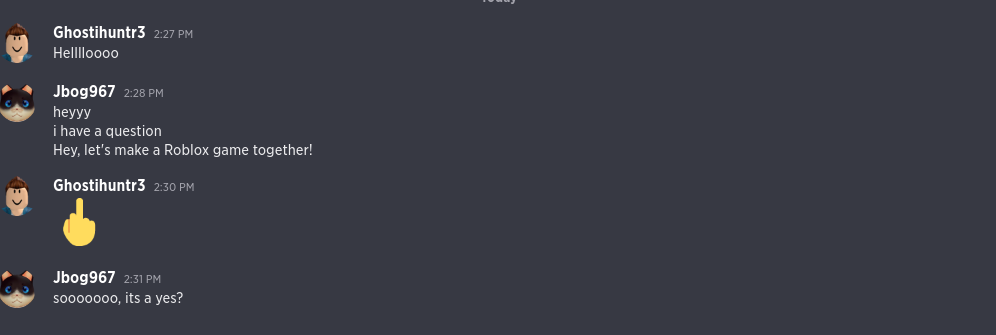 Today
Ghostihuntr3 2:27 PM
Helllloooo
Jbog967 2:28 PM
heyyy
i have a question
Hey, let's make a Roblox game together!
Ghostihuntr3 2:30 PM
Jbog967 2:31 PM
sooooooo, its a yes?